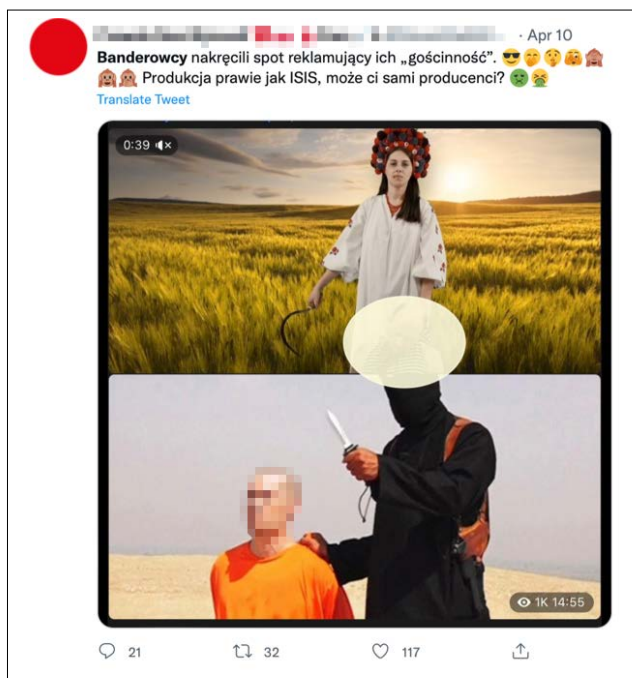 · Apr 10
Banderowcy nakręcili spot reklamujący ich „gościnność”. 😎🤭🤫🤗🙈
🙈🙈 Produkcja prawie jak ISIS, może ci sami producenci? 🤢🤮
Translate Tweet
0:39
1K 14:55
21 32 117